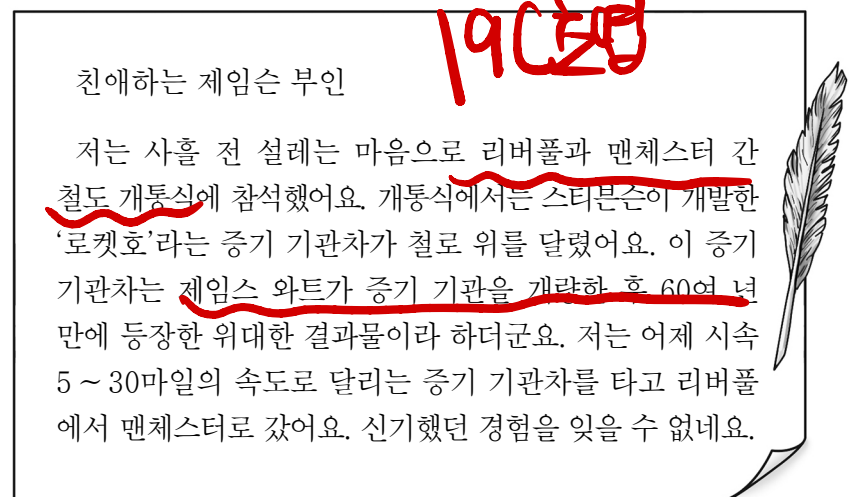 19C초명
친애하는 제임슨 부인
저는 사흘 전 설레는 마음으로 리버풀과 맨체스터 간
철도 개통식에 참석했어요. 개통식에서는 스티븐슨이 개발한
‘로켓호’라는 증기 기관차가 철로 위를 달렸어요. 이 증기
기관차는 제임스 와트가 증기 기관을 개량한 후 60여 년
만에 등장한 위대한 결과물이라 하더군요. 저는 어제 시속
5 ~ 30마일의 속도로 달리는 증기 기관차를 타고 리버풀
에서 맨체스터로 갔어요. 신기했던 경험을 잊을 수 없네요.